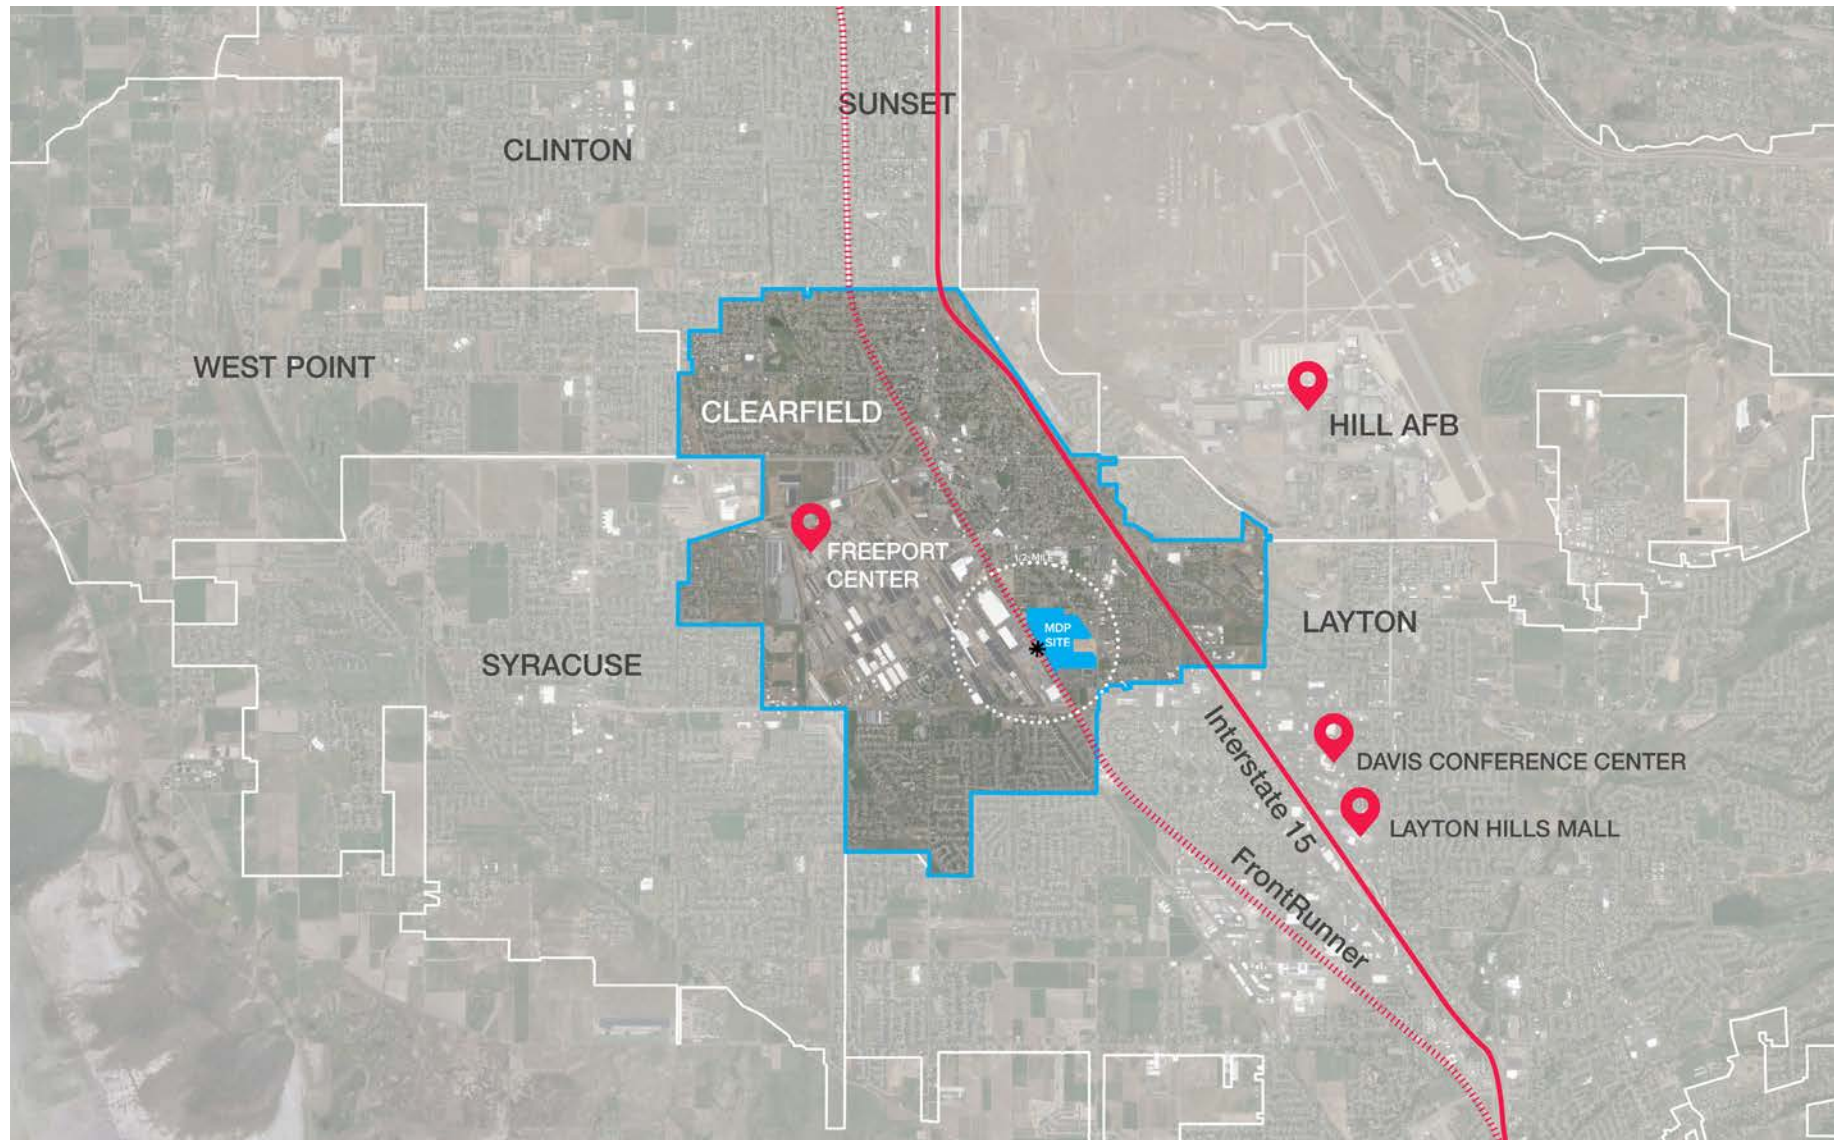 SUNSET
CLINTON
WEST POINT
CLEARFIELD
HILL AFB
FREEPORT
CENTER
1/2-MILE
MDP
SITE
LAYTON
SYRACUSE
Interstate 15
DAVIS CONFERENCE CENTER
LAYTON HILLS MALL
FrontRunner